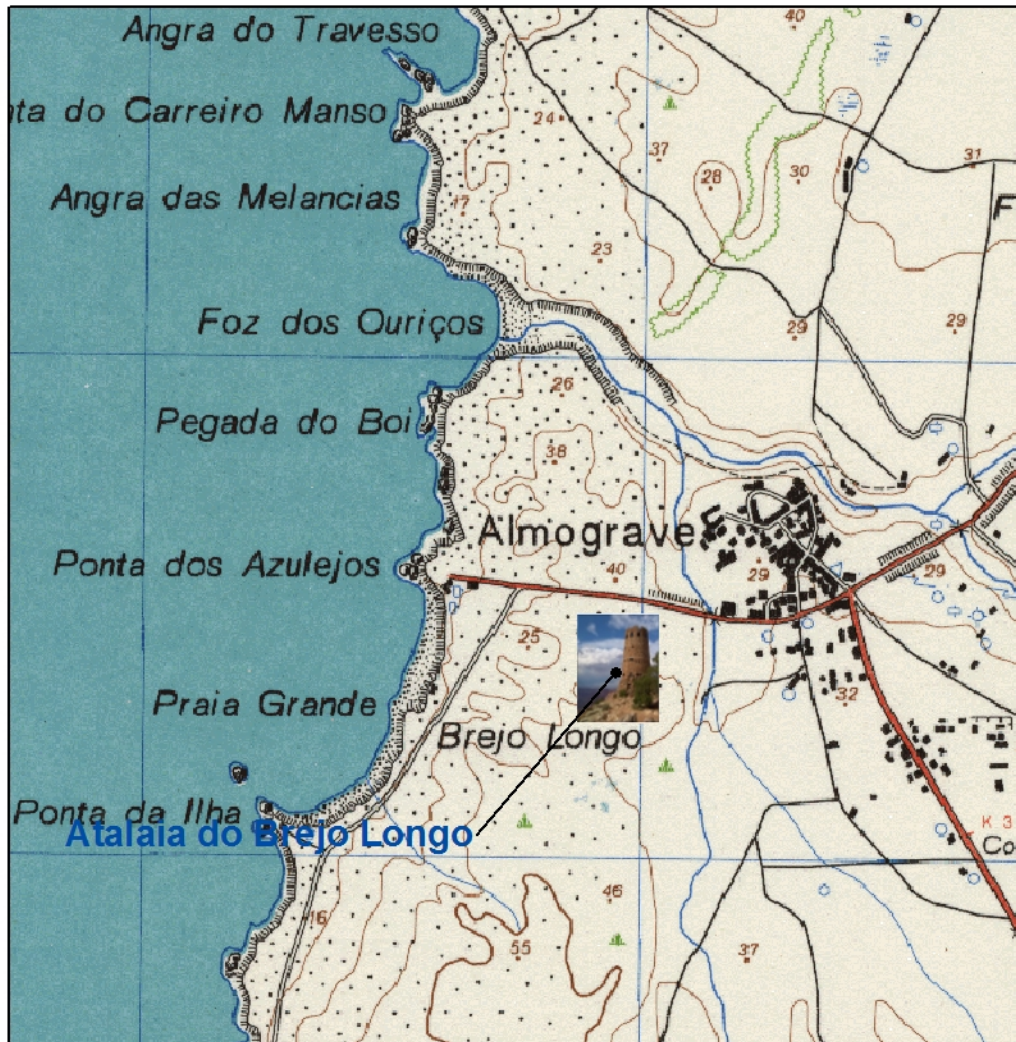 Angra do Travesso
40
nta do Carreiro Manso
24
37
31
28
30
Angra das Melancias
17
F
23
Foz dos Ouriços
29
29
26
Pegada do Boi
38
Almograve
Ponta dos Azulejos
40
29
29
25
Praia Grande
32
Brejo Longo
Ponta da Ilha
K 3
Atalaia do Brejo Longo
Co
46
16
55
37